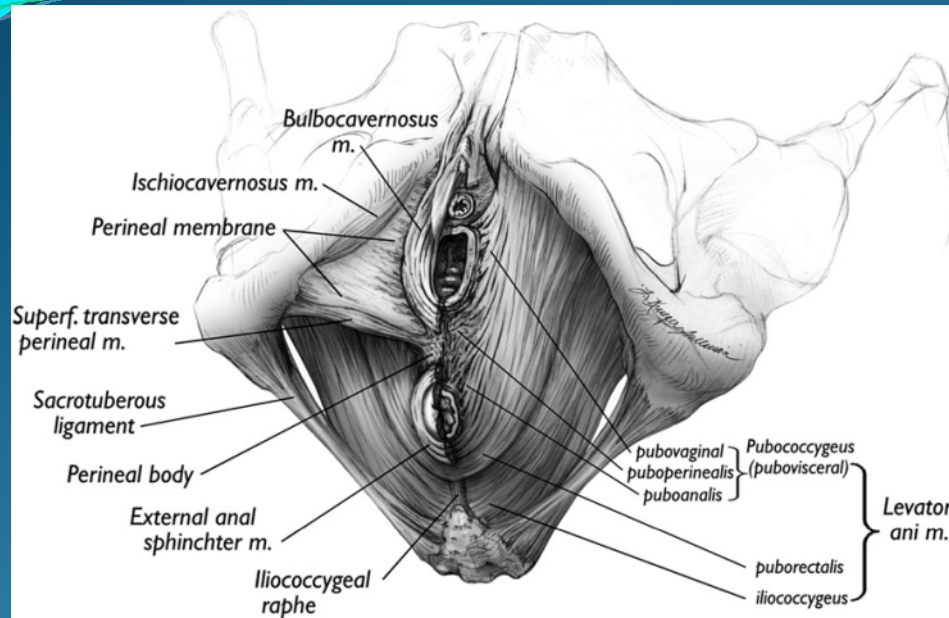 Bulbocavernosus
m.
Ischiocavernosus m.
Perineal membrane
Superf. transverse
perineal m.
Sacrotuberous
ligament
Perineal body
External anal
sphinchter m.
Iliococcygeal
raphe
pubovaginal
puboperinealis
puboanalis
Pubococcygeus
(pubovisceral)
Levator
ani m.
puborectalis
iliococcygeus